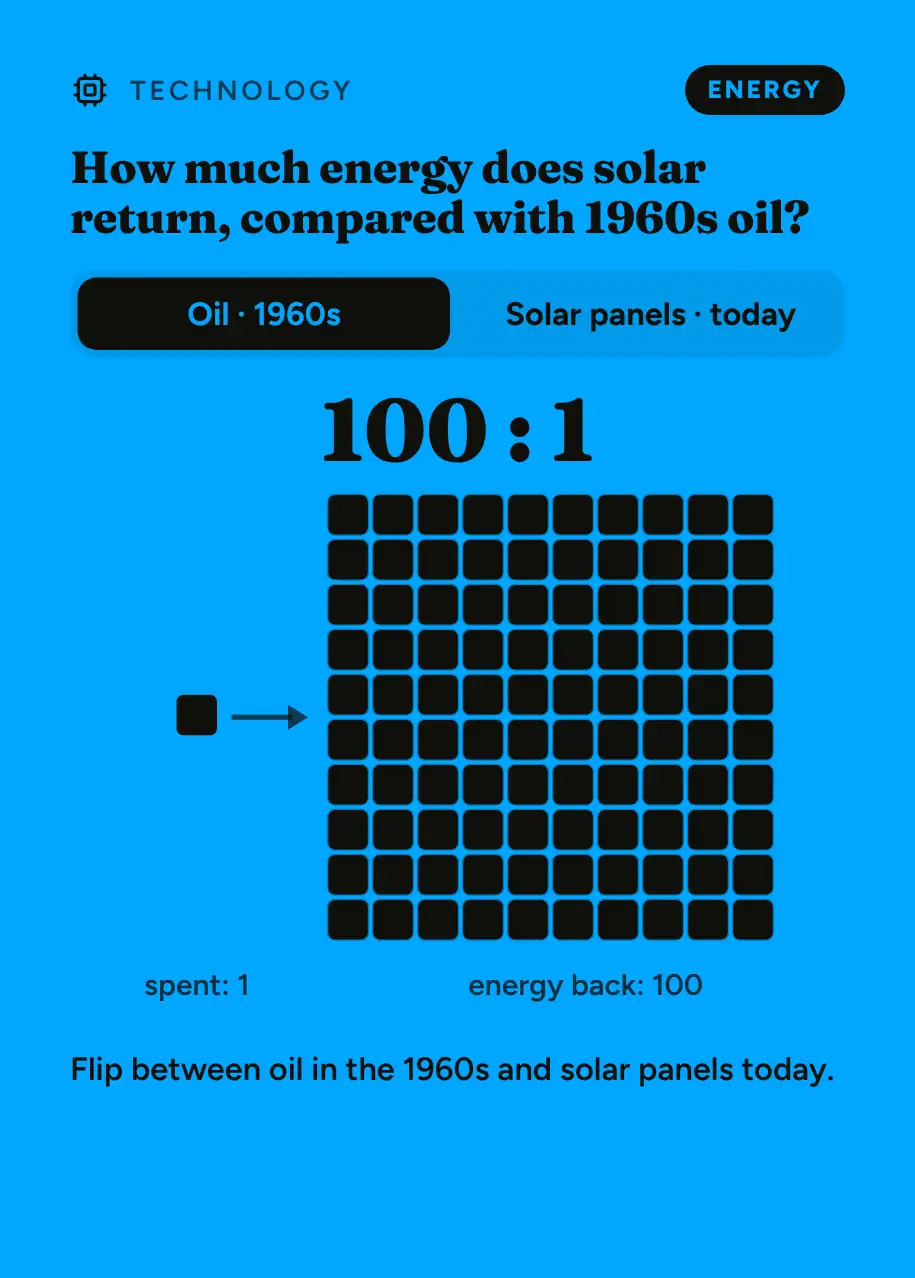 TECHNOLOGY
ENERGY
How much energy does solar
return, compared with 1960s oil?
Oil · 1960s
Solar panels · today
100 : 1
spent: 1
energy back: 100
Flip between oil in the 1960s and solar panels today.